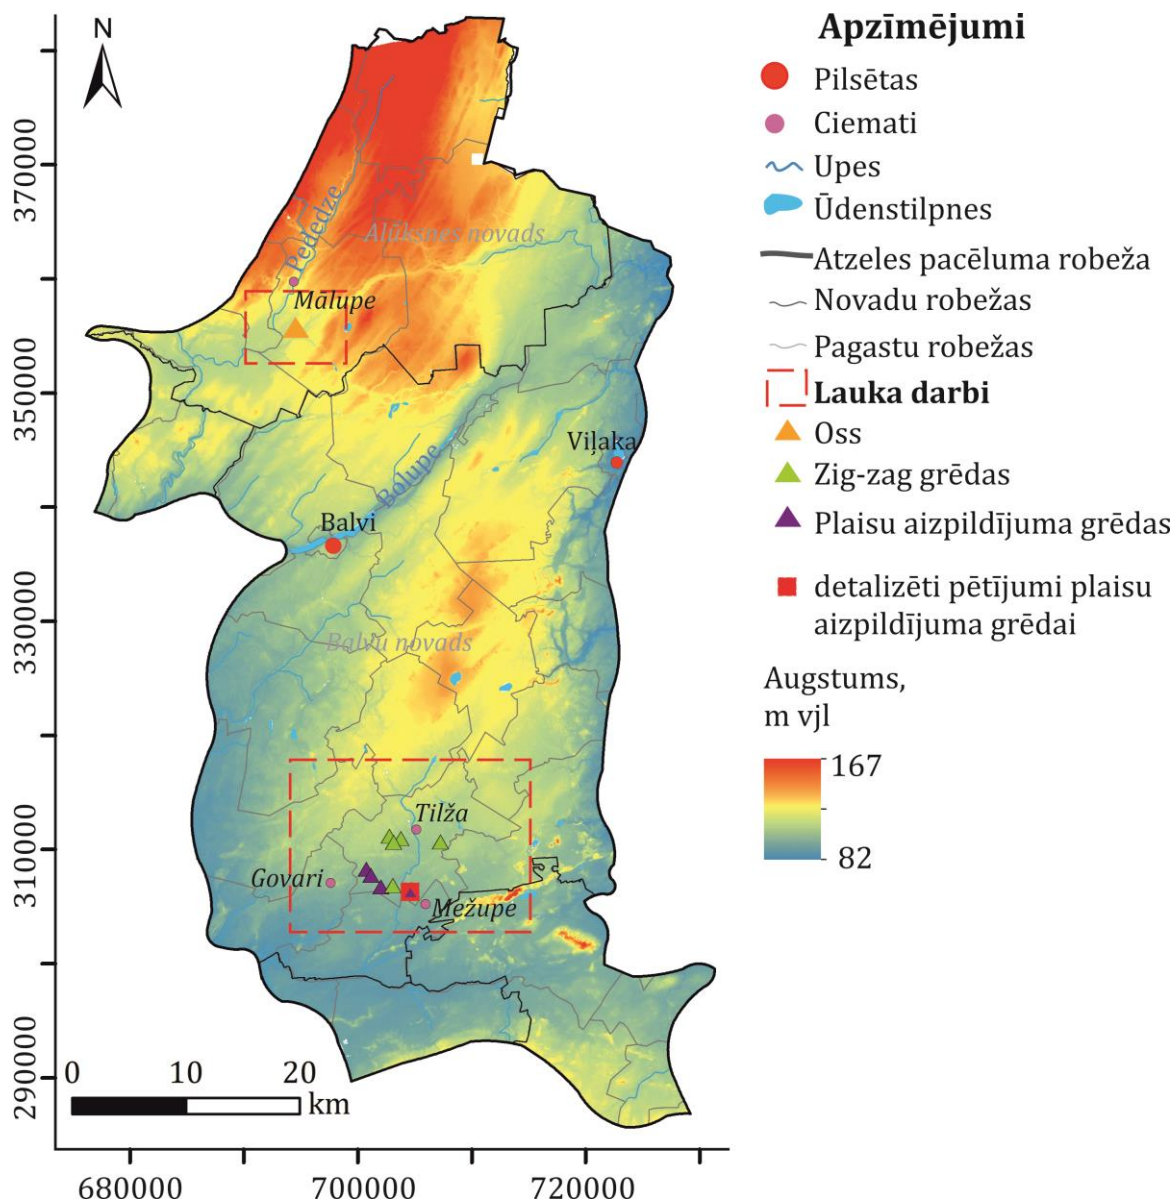 N
370000
350000
330000
310000
290000
680000
700000
720000
Pededze
Alūksnes novads
Mālupe
Viļaka
Bolupe
Balvi
Balvu novads
Tilža
Govari
Mežupe
0 10 20
km
Apzīmējumi
Pilsētas
Ciemati
Upes
Ūdenstilpnes
Atzeles pacēluma robeža
Novadu robežas
Pagastu robežas
Lauka darbi
Oss
Zig-zag grēdas
Plaisu aizpildījuma grēdas
detalizēti pētījumi plaisu
aizpildījuma grēdai
Augstums,
m vjl
167
82